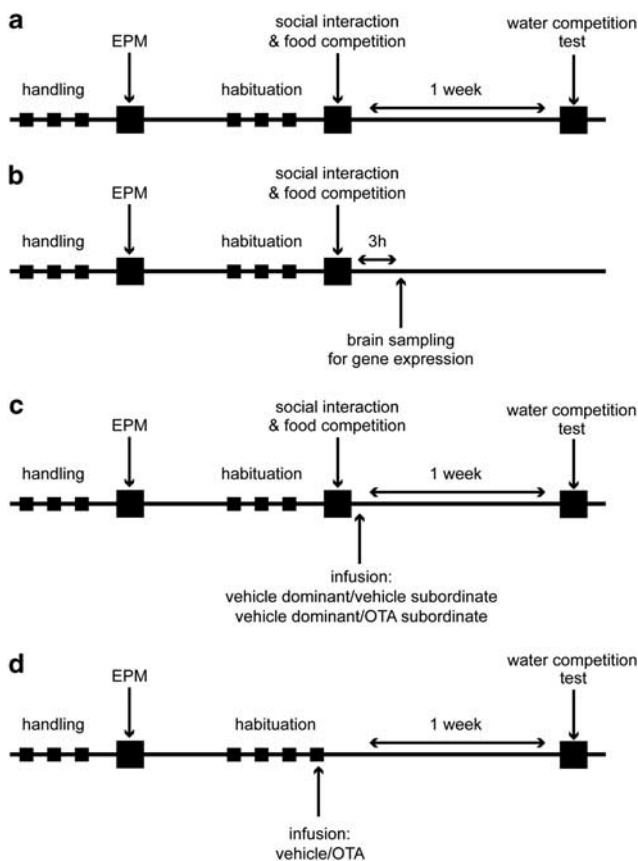 a
social interaction
& food competition
water competition
test
EPM
handling
habituation
1 week
b
social interaction
& food competition
EPM
handling
habituation
3h
brain sampling
for gene expression
c
social interaction
& food competition
water competition
test
EPM
handling
habituation
1 week
infusion:
vehicle dominant/vehicle subordinate
vehicle dominant/OTA subordinate
d
water competition
test
EPM
handling
habituation
1 week
infusion:
vehicle/OTA